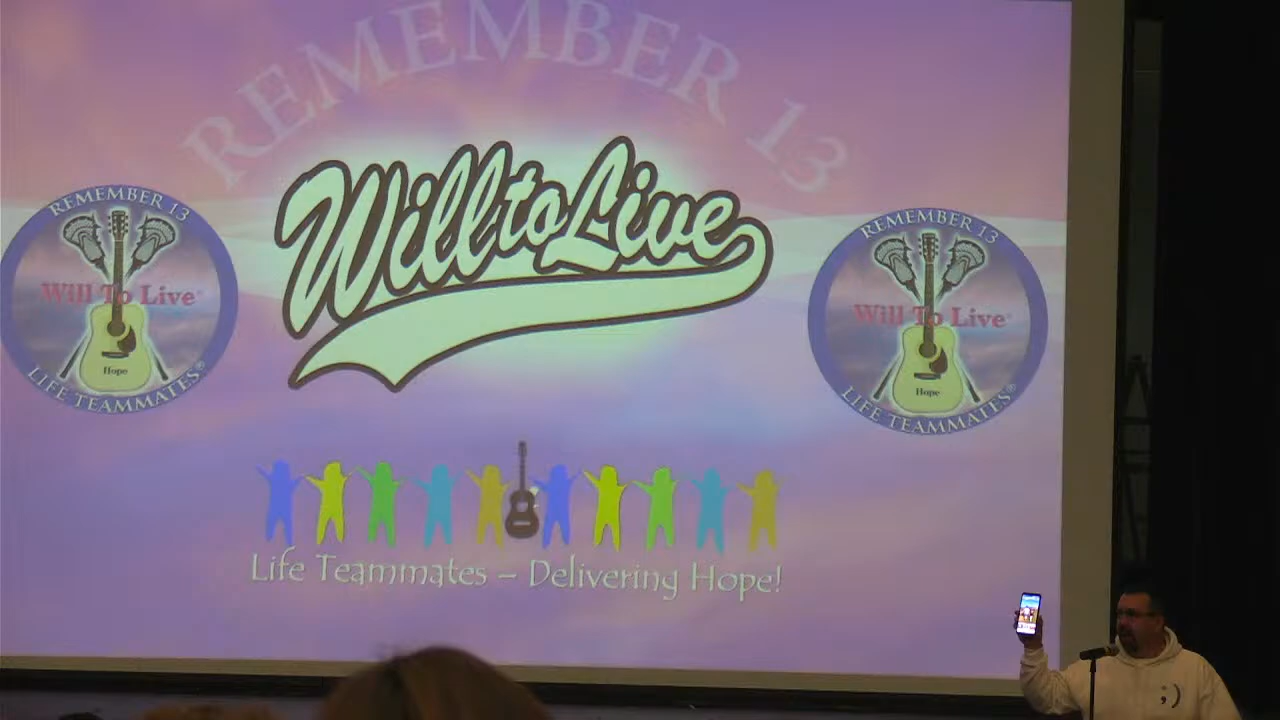 REMEMBER 13
Will to Live
REMEMBER 13
Will To Live®
Hope
LIFE TEAMMATES®
REMEMBER 13
Will To Live®
Hope
LIFE TEAMMATES®
Life Teammates – Delivering Hope!
;)